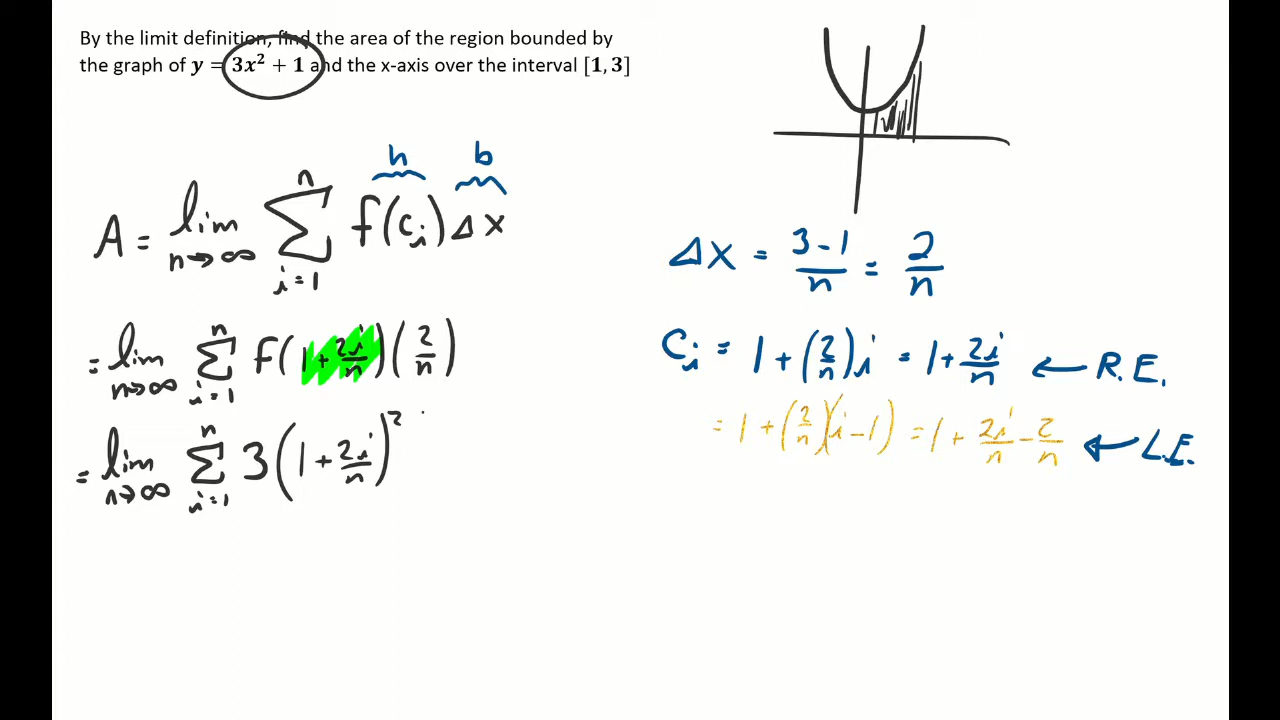 By the limit definition, find the area of the region bounded by
the graph of y = 3x² + 1 and the x-axis over the interval [1, 3]
h b
A = lim n→∞ n Σ i=1 f(cᵢ) Δx
= lim n→∞ n Σ i=1 f(1 + 2i/n)(2/n)
= lim n→∞ n Σ i=1 3(1 + 2i/n)²
Δx = 3-1/n = 2/n
Cᵢ = 1 + (2/n)i = 1 + 2i/n ← R.E.
= 1 + (2/n)(i - 1) = 1 + 2i/n - 2/n ← L.E.